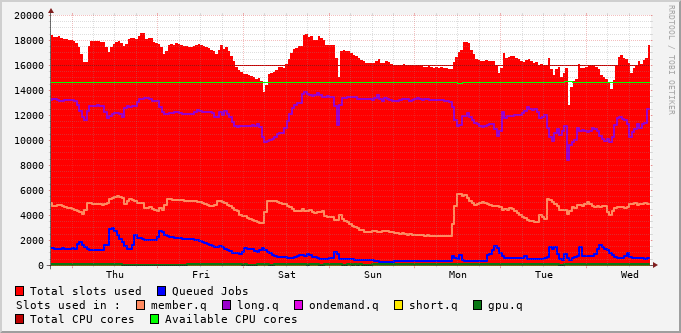 20000
18000
16000
14000
12000
10000
8000
6000
4000
2000
0
Thu Fri Sat Sun Mon Tue Wed
RRDTOOL / TOBI OETIKER
Total slots used Queued Jobs
Slots used in : member.q long.q ondemand.q short.q gpu.q
Total CPU cores Available CPU cores